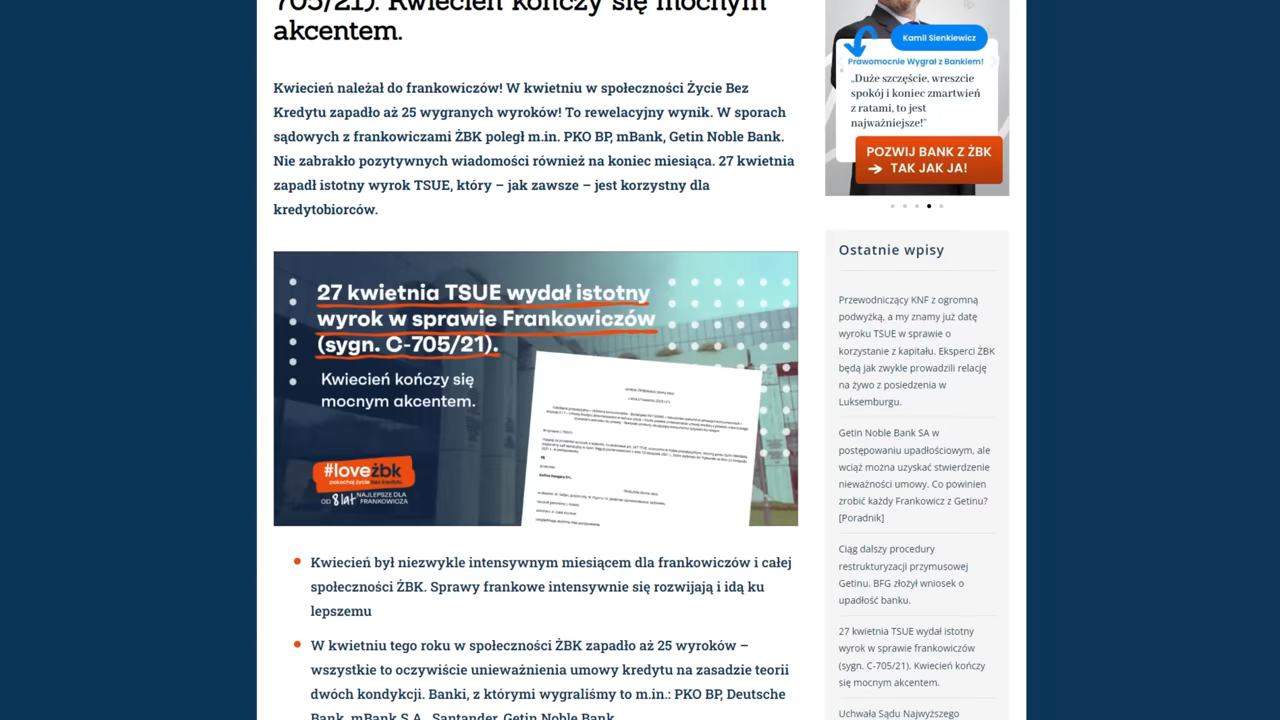 705/21). Kwiecień kończy się mocnym
akcentem.
Kwiecień należał do frankowiczów! W kwietniu w społeczności Życie Bez
Kredytu zapadło aż 25 wygranych wyroków! To rewelacyjny wynik. W sporach
sądowych z frankowiczami ŻBK poległ m.in. PKO BP, mBank, Getin Noble Bank.
Nie zabrakło pozytywnych wiadomości również na koniec miesiąca. 27 kwietnia
zapadł istotny wyrok TSUE, który – jak zawsze – jest korzystny dla
kredytobiorców.
27 kwietnia TSUE wydał istotny
wyrok w sprawie Frankowiczów
(sygn. C-705/21).
Kwiecień kończy się
mocnym akcentem.
#loveżbk
pokochaj życie bez kredytu
OD 8 lat NAJLEPSZE DLA
FRANKOWICZA
Kwiecień był niezwykle intensywnym miesiącem dla frankowiczów i całej
społeczności ŻBK. Sprawy frankowe intensywnie się rozwijają i idą ku
lepszemu
W kwietniu tego roku w społeczności ŻBK zapadło aż 25 wyroków –
wszystkie to oczywiście unieważnienia umowy kredytu na zasadzie teorii
dwóch kondykcji. Banki, z którymi wygraliśmy to m.in.: PKO BP, Deutsche
Bank, mBank S.A., Santander, Getin Noble Bank
Kamil Sienkiewicz
Prawomocnie Wygrał z Bankiem!
„Duże szczęście, wreszcie
spokój i koniec zmartwień
z ratami, to jest
najważniejsze!"
POZWIJ BANK Z ŻBK
TAK JAK JA!
Ostatnie wpisy
Przewodniczący KNF z ogromną
podwyżką, a my znamy już datę
wyroku TSUE w sprawie o
korzystanie z kapitału. Eksperci ŻBK
będą jak zwykle prowadzili relację
na żywo z posiedzenia w
Luksemburgu.
Getin Noble Bank SA w
postępowaniu upadłościowym, ale
wciąż można uzyskać stwierdzenie
nieważności umowy. Co powinien
zrobić każdy Frankowicz z Getinu?
[Poradnik]
Ciąg dalszy procedury
restrukturyzacji przymusowej
Getinu. BFG złożył wniosek o
upadłość banku.
27 kwietnia TSUE wydał istotny
wyrok w sprawie frankowiczów
(sygn. C-705/21). Kwiecień kończy
się mocnym akcentem.
Uchwała Sądu Najwyższego